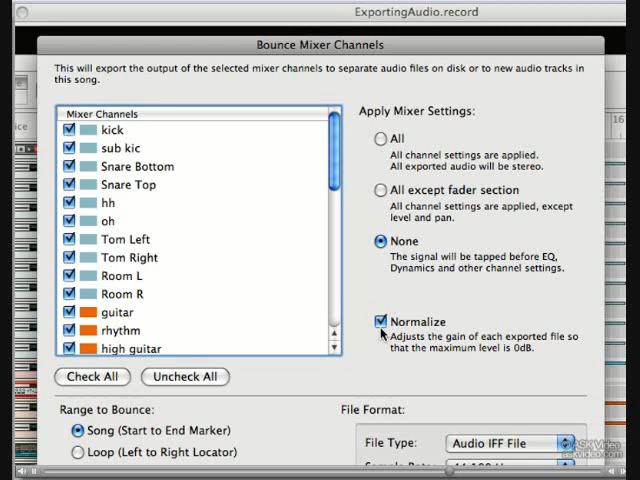 ExportingAudio.record
Bounce Mixer Channels
This will export the output of the selected mixer channels to separate audio files on disk or to new audio tracks in
this song.
Mixer Channels
kick
sub kic
Snare Bottom
Snare Top
hh
oh
Tom Left
Tom Right
Room L
Room R
guitar
rhythm
high guitar
Check All
Uncheck All
Apply Mixer Settings:
All
All channel settings are applied.
All exported audio will be stereo.
All except fader section
All channel settings are applied, except
level and pan.
None
The signal will be tapped before EQ,
Dynamics and other channel settings.
Normalize
Adjusts the gain of each exported file so
that the maximum level is 0dB.
Range to Bounce:
Song (Start to End Marker)
Loop (Left to Right Locator)
File Format:
File Type:
Audio IFF File
16
ASK Video
askvideo.com